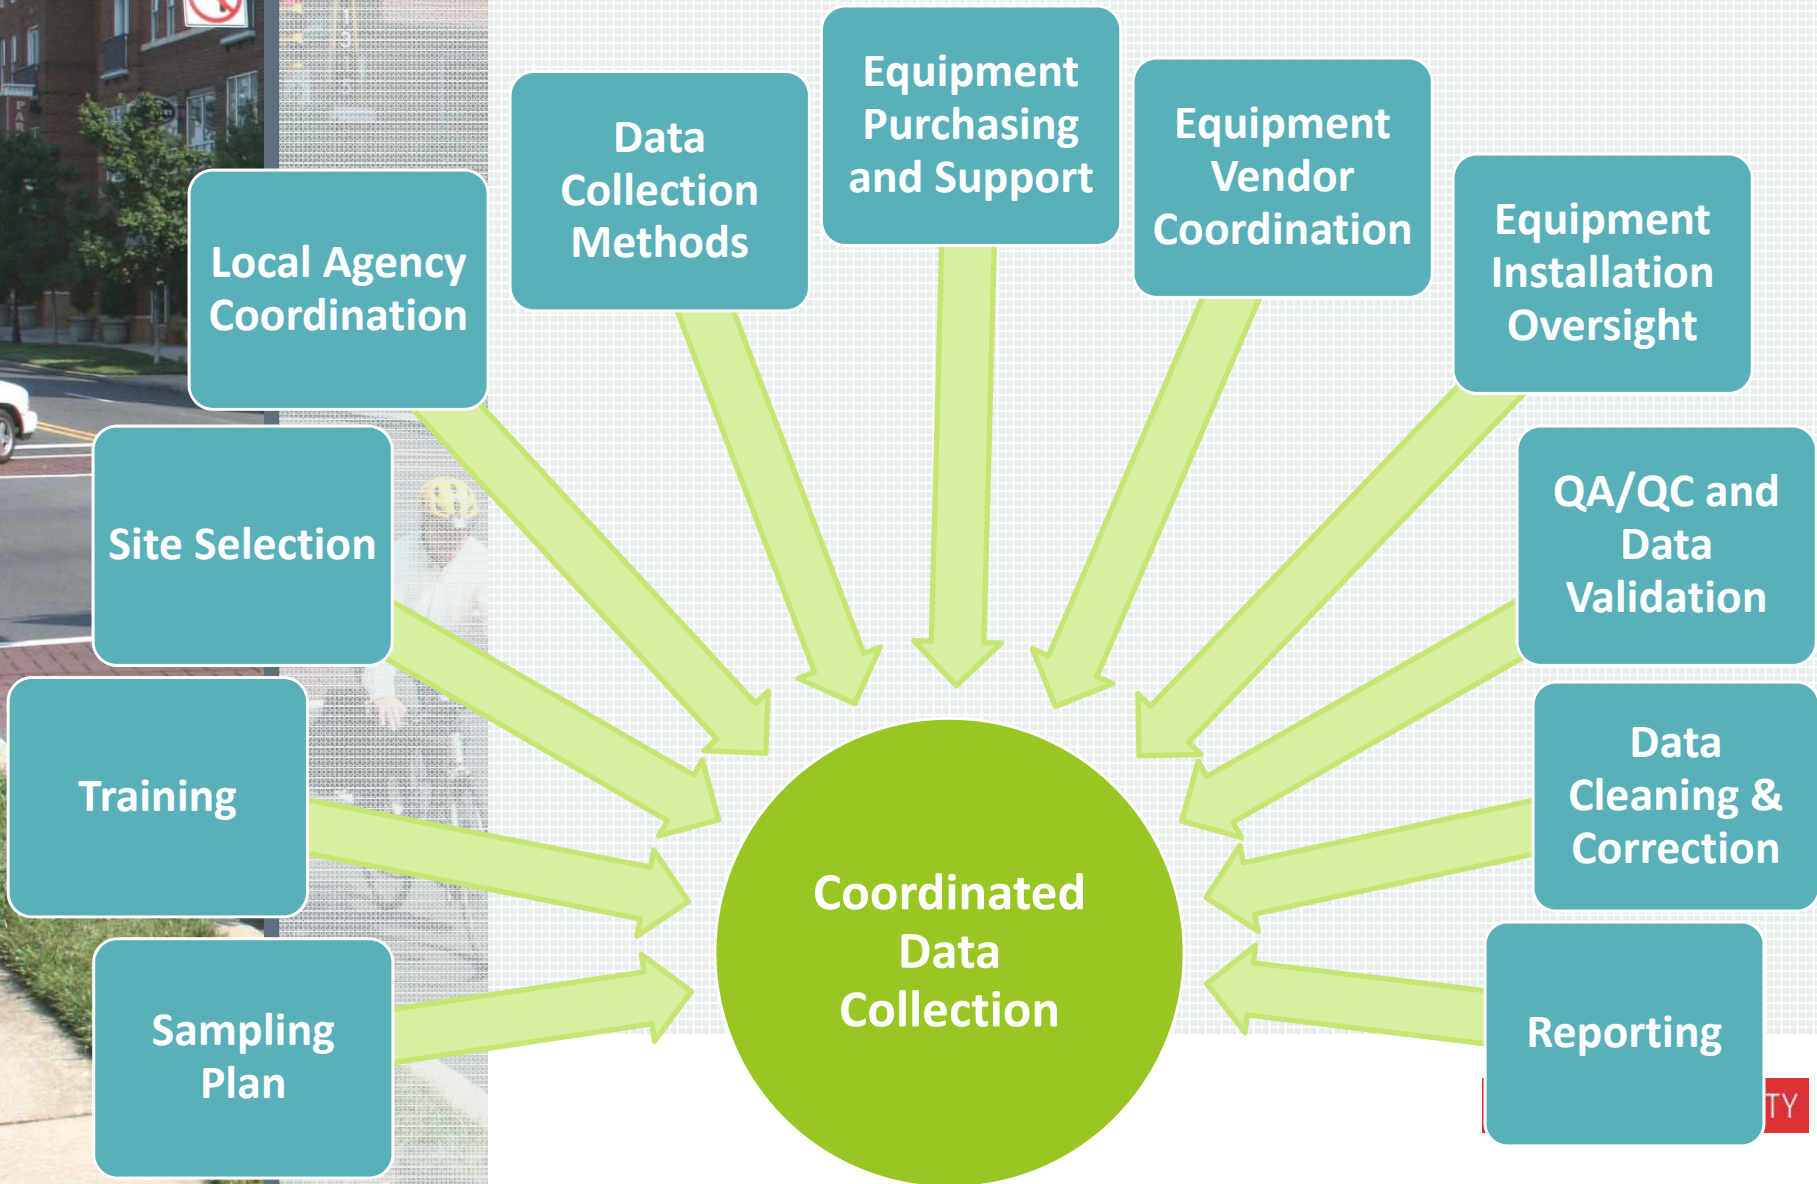 Equipment
Purchasing
and Support
Data
Collection
Methods
Equipment
Vendor
Coordination
Local Agency
Coordination
Equipment
Installation
Oversight
Site Selection
QA/QC and
Data
Validation
Training
Data
Cleaning &
Correction
Sampling
Plan
Coordinated
Data
Collection
Reporting
TY